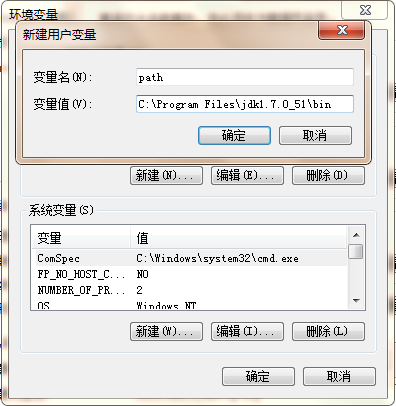 环境变量
新建用户变量
变量名(N):
path
变量值(V):
C:\Program Files\jdk1.7.0_51\bin
确定
取消
新建(N)...
编辑(E)...
删除(D)
系统变量(S)
变量
值
ComSpec
C:\Windows\system32\cmd.exe
FP_NO_HOST_C...
NO
NUMBER_OF_PR...
2
OS
Windows_NT
新建(W)...
编辑(I)...
删除(L)
确定
取消